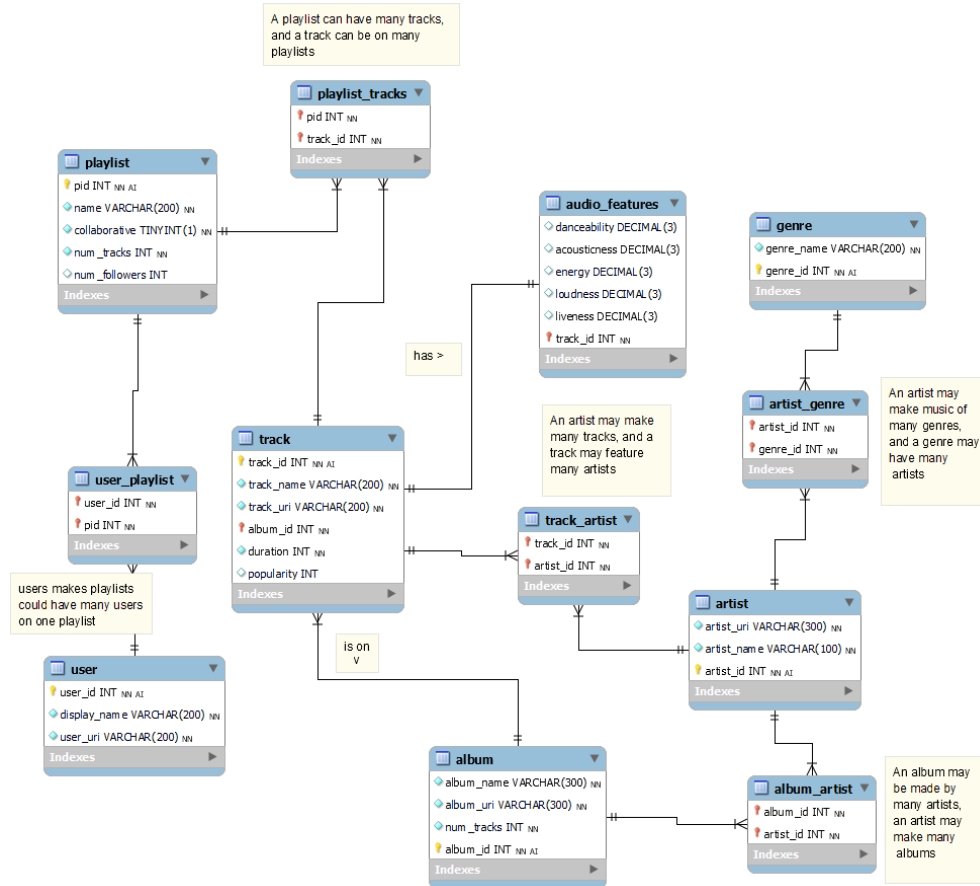 A playlist can have many tracks,
and a track can be on many
playlists
playlist_tracks
pid INT NN
track_id INT NN
Indexes
playlist
pid INT NN AI
name VARCHAR(200) NN
collaborative TINYINT(1) NN
num_tracks INT NN
num_followers INT
Indexes
audio_features
danceability DECIMAL(3)
acousticness DECIMAL(3)
energy DECIMAL(3)
loudness DECIMAL(3)
liveness DECIMAL(3)
track_id INT NN
Indexes
genre
genre_name VARCHAR(200) NN
genre_id INT NN AI
Indexes
has >
An artist may make
many tracks, and a
track may feature
many artists
artist_genre
artist_id INT NN
genre_id INT NN
Indexes
An artist may
make music of
many genres,
and a genre may
have many
artists
track
track_id INT NN AI
track_name VARCHAR(200) NN
track_uri VARCHAR(200) NN
album_id INT NN
duration INT NN
popularity INT
Indexes
user_playlist
user_id INT NN
pid INT NN
Indexes
track_artist
track_id INT NN
artist_id INT NN
Indexes
users makes playlists
could have many users
on one playlist
artist
artist_uri VARCHAR(300) NN
artist_name VARCHAR(100) NN
artist_id INT NN AI
Indexes
is on
v
user
user_id INT NN AI
display_name VARCHAR(200) NN
user_uri VARCHAR(200) NN
Indexes
album
album_name VARCHAR(300) NN
album_uri VARCHAR(300) NN
num_tracks INT NN
album_id INT NN AI
Indexes
album_artist
album_id INT NN
artist_id INT NN
Indexes
An album may
be made by
many artists,
an artist may
make many
albums